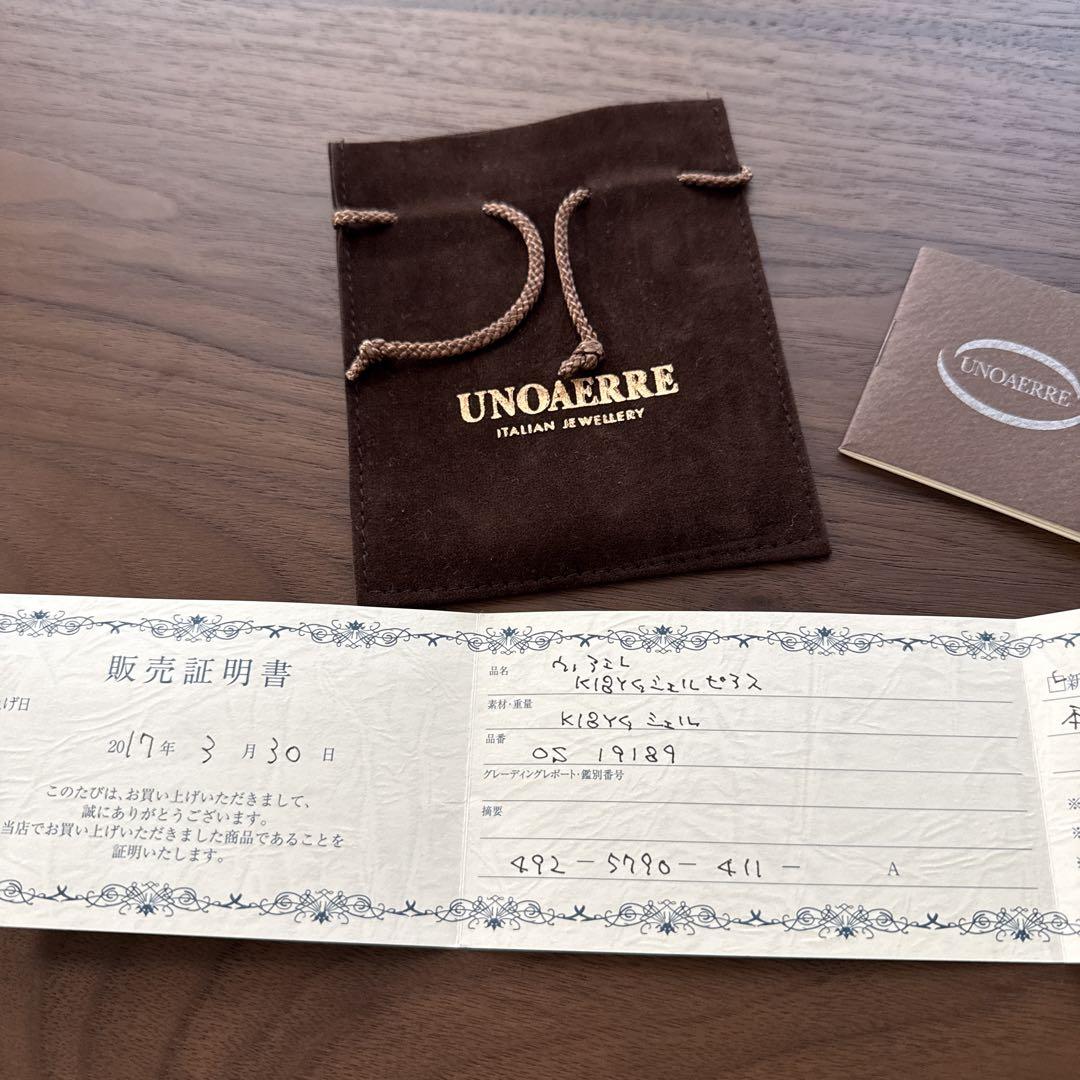 UNOAERRE
ITALIAN JEWELLERY
UNOAERRE
販売証明書
げ日
2017年 3月 30日
このたびは、お買い上げいただきまして、
誠にありがとうございます。
当店でお買い上げいただきました商品であることを
証明いたします。
品名
K18YGシェルピアス
素材・重量
K18YG シェル
品番
OS 19189
グレーディングレポート・鑑別番号
摘要
492-5790-411-
A
新
※
※